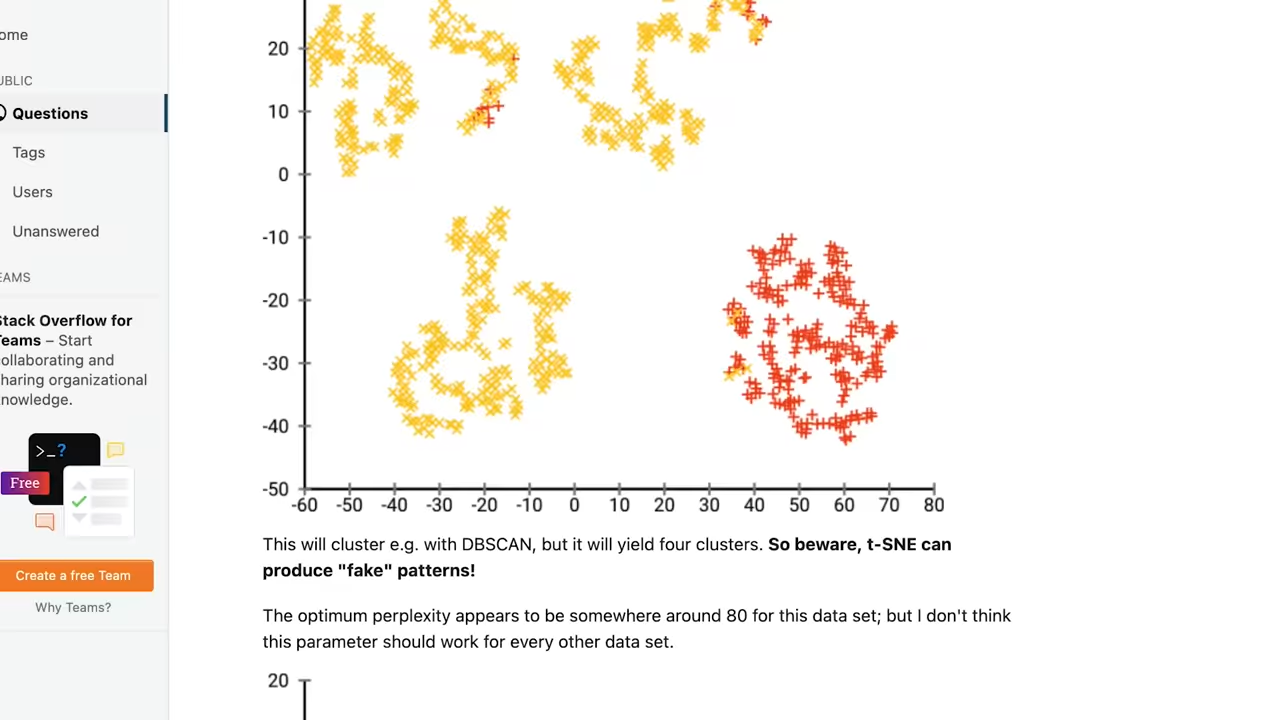 ome
UBLIC
Questions
Tags
Users
Unanswered
EAMS
Stack Overflow for
Teams – Start
collaborating and
sharing organizational
knowledge.
>_?
Free
Create a free Team
Why Teams?
20
10
0
-10
-20
-30
-40
-50
-60 -50 -40 -30 -20 -10 0 10 20 30 40 50 60 70 80
This will cluster e.g. with DBSCAN, but it will yield four clusters. So beware, t-SNE can
produce "fake" patterns!
The optimum perplexity appears to be somewhere around 80 for this data set; but I don't think
this parameter should work for every other data set.
20